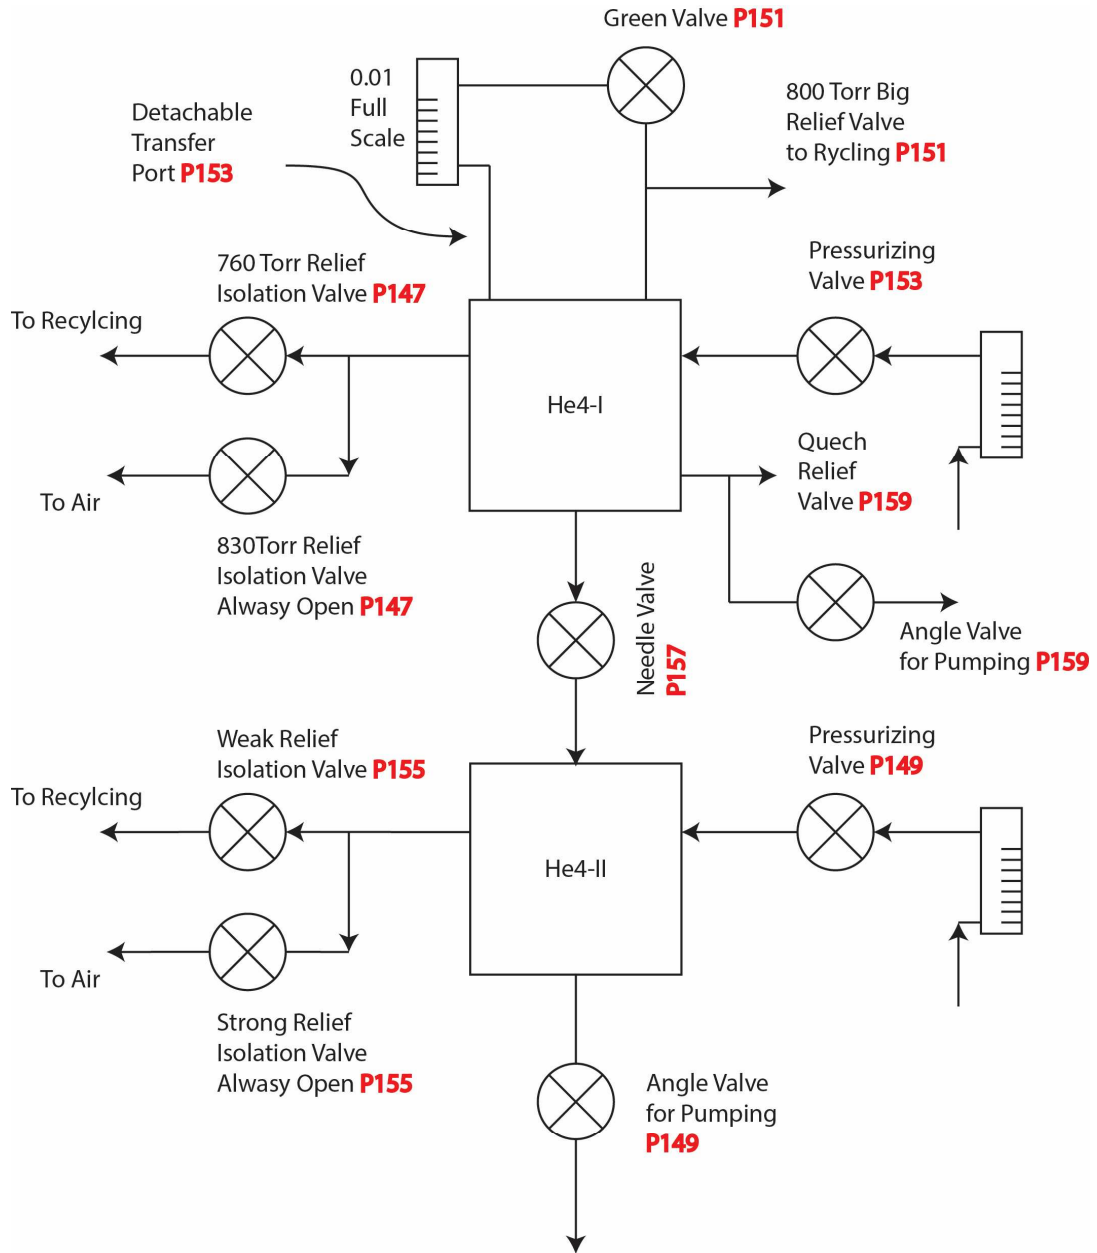 Green Valve P151
0.01
Full
Scale
800 Torr Big
Relief Valve
to Rycling P151
Detachable
Transfer
Port P153
760 Torr Relief
Isolation Valve P147
Pressurizing
Valve P153
To Recylcing
He4-I
Quech
Relief
Valve P159
To Air
830Torr Relief
Isolation Valve
Alwasy Open P147
Needle Valve
P157
Angle Valve
for Pumping P159
Weak Relief
Isolation Valve P155
Pressurizing
Valve P149
To Recylcing
He4-II
To Air
Strong Relief
Isolation Valve
Alwasy Open P155
Angle Valve
for Pumping
P149